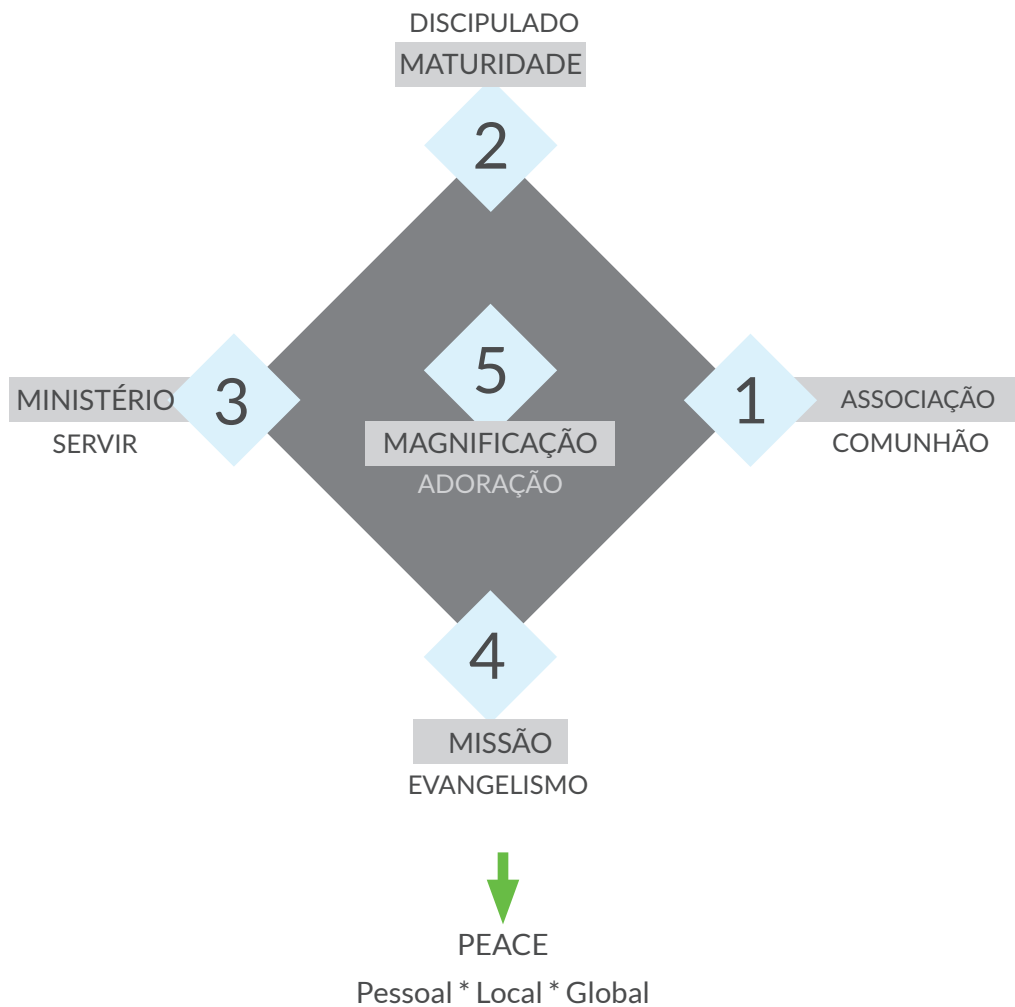 DISCIPULADO
MATURIDADE
2
5
MAGNIFICAÇÃO
ADORAÇÃO
MINISTÉRIO
3
SERVIR
1
ASSOCIAÇÃO
COMUNHÃO
4
MISSÃO
EVANGELISMO
PEACE
Pessoal * Local * Global